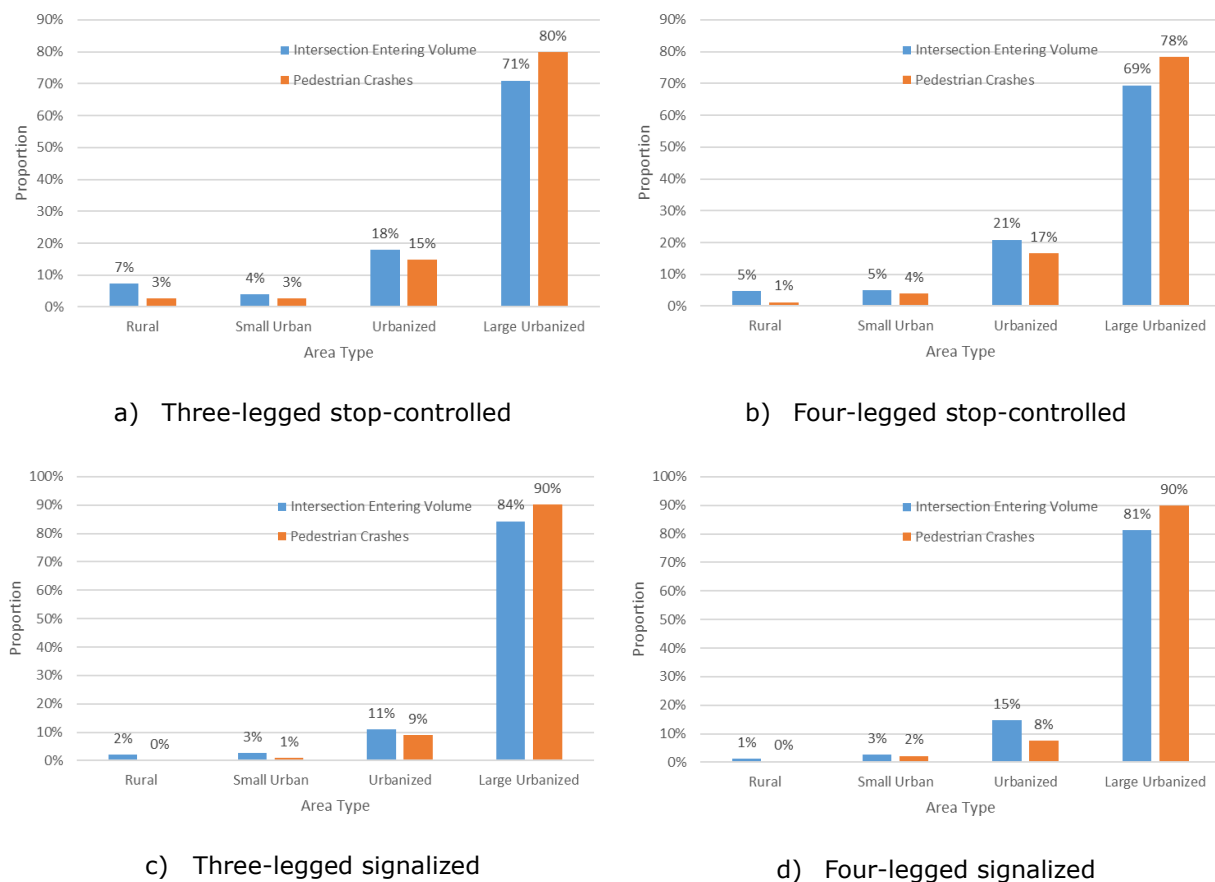 90%
80%
70%
60%
50%
40%
30%
20%
10%
0%
Proportion
Intersection Entering Volume
Pedestrian Crashes
7%
3%
4%
3%
18%
15%
71%
80%
Rural
Small Urban
Urbanized
Large Urbanized
Area Type
a) Three-legged stop-controlled
90%
80%
70%
60%
50%
40%
30%
20%
10%
0%
Proportion
Intersection Entering Volume
Pedestrian Crashes
5%
1%
5%
4%
21%
17%
69%
78%
Rural
Small Urban
Urbanized
Large Urbanized
Area Type
b) Four-legged stop-controlled
100%
90%
80%
70%
60%
50%
40%
30%
20%
10%
0%
Proportion
Intersection Entering Volume
Pedestrian Crashes
2%
0%
3%
1%
11%
9%
84%
90%
Rural
Small Urban
Urbanized
Large Urbanized
Area Type
c) Three-legged signalized
100%
90%
80%
70%
60%
50%
40%
30%
20%
10%
0%
Proportion
Intersection Entering Volume
Pedestrian Crashes
1%
0%
3%
2%
15%
8%
81%
90%
Rural
Small Urban
Urbanized
Large Urbanized
Area Type
d) Four-legged signalized